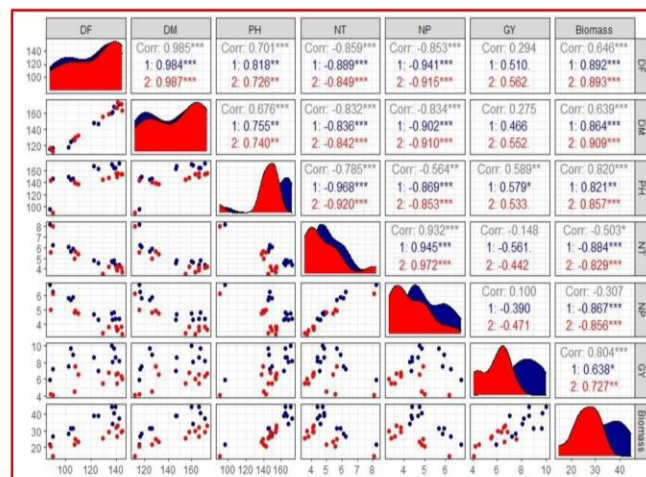 DF DM PH NT NP GY Biomass
140 120 100
Corr: 0.985*** Corr: 0.701** Corr: -0.859*** Corr: -0.853*** Corr: 0.294 Corr: 0.646***
1: 0.984*** 1: 0.818** 1: -0.889*** 1: -0.941*** 1: 0.510. 1: 0.892***
2: 0.987*** 2: 0.726** 2: -0.849*** 2: -0.915*** 2: 0.562. 2: 0.893***
DF
160 140 120
Corr: 0.676*** Corr: -0.832*** Corr: -0.834*** Corr: 0.275 Corr: 0.639***
1: 0.755** 1: -0.836*** 1: -0.902*** 1: 0.466 1: 0.864***
2: 0.740** 2: -0.842*** 2: -0.910*** 2: 0.552. 2: 0.909***
DM
160 140 120 100
Corr: -0.785*** Corr: -0.564** Corr: 0.589** Corr: 0.820***
1: -0.968*** 1: -0.869*** 1: 0.579* 1: 0.821**
2: -0.920*** 2: -0.853*** 2: 0.533. 2: 0.857***
PH
8 7 6 5 4
Corr: 0.932*** Corr: -0.148 Corr: -0.503*
1: 0.945*** 1: -0.561. 1: -0.884***
2: 0.972*** 2: -0.442 2: -0.829***
NT
6 5 4
Corr: 0.100 Corr: -0.307
1: -0.390 1: -0.867***
2: -0.471 2: -0.856***
NP
10 8 6 4
Corr: 0.804***
1: 0.638*
2: 0.727**
GY
40 30 20
Biomass
100 120 140 120 140 160 100 120 140 160 4 5 6 7 8 4 5 6 4 6 8 10 20 30 40